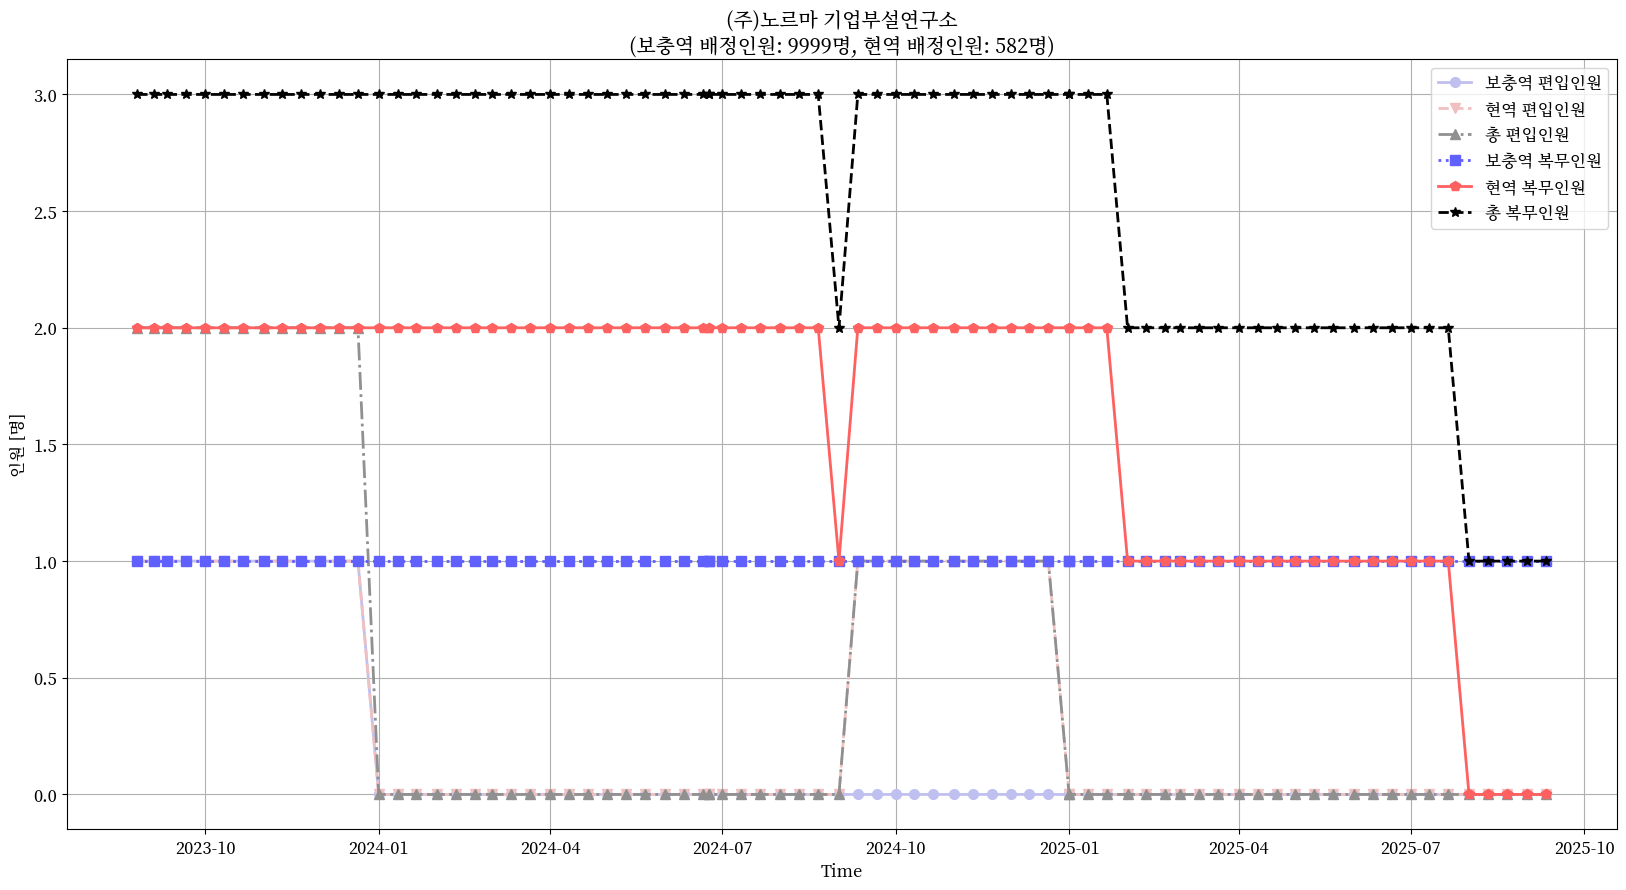 (주)노르마 기업부설연구소
(보충역 배정인원: 9999명, 현역 배정인원: 582명)
보충역 편입인원
현역 편입인원
총 편입인원
보충역 복무인원
현역 복무인원
총 복무인원
인원 [명]
3.0
2.5
2.0
1.5
1.0
0.5
0.0
2023-10
2024-01
2024-04
2024-07
2024-10
2025-01
2025-04
2025-07
2025-10
Time